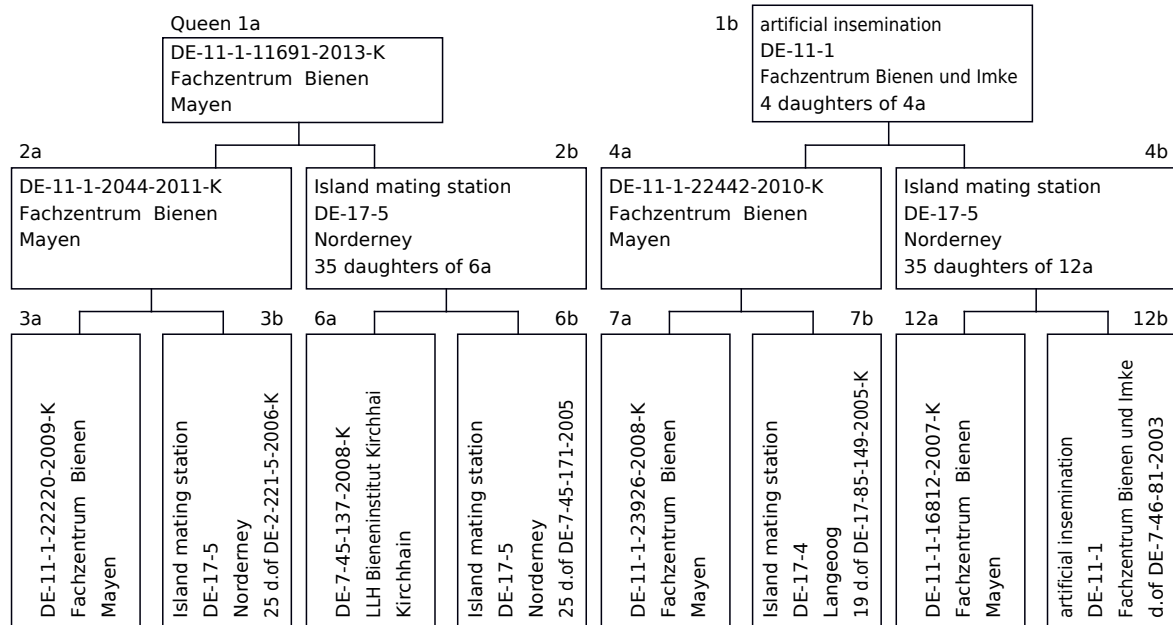 Queen 1a
DE-11-1-11691-2013-K
Fachzentrum Bienen
Mayen
1b
artificial insemination
DE-11-1
Fachzentrum Bienen und Imke
4 daughters of 4a
2a
DE-11-1-2044-2011-K
Fachzentrum Bienen
Mayen
2b
Island mating station
DE-17-5
Norderney
35 daughters of 6a
4a
DE-11-1-22442-2010-K
Fachzentrum Bienen
Mayen
4b
Island mating station
DE-17-5
Norderney
35 daughters of 12a
3a
DE-11-1-22220-2009-K
Fachzentrum Bienen
Mayen
3b
Island mating station
DE-17-5
Norderney
25 d.of DE-2-221-5-2006-K
6a
DE-7-45-137-2008-K
LLH Bieneninstitut Kirchhai
Kirchhain
6b
Island mating station
DE-17-5
Norderney
25 d.of DE-7-45-171-2005
7a
DE-11-1-23926-2008-K
Fachzentrum Bienen
Mayen
7b
Island mating station
DE-17-4
Langeoog
19 d.of DE-17-85-149-2005-K
12a
DE-11-1-16812-2007-K
Fachzentrum Bienen
Mayen
12b
artificial insemination
DE-11-1
Fachzentrum Bienen und Imke
d.of DE-7-46-81-2003